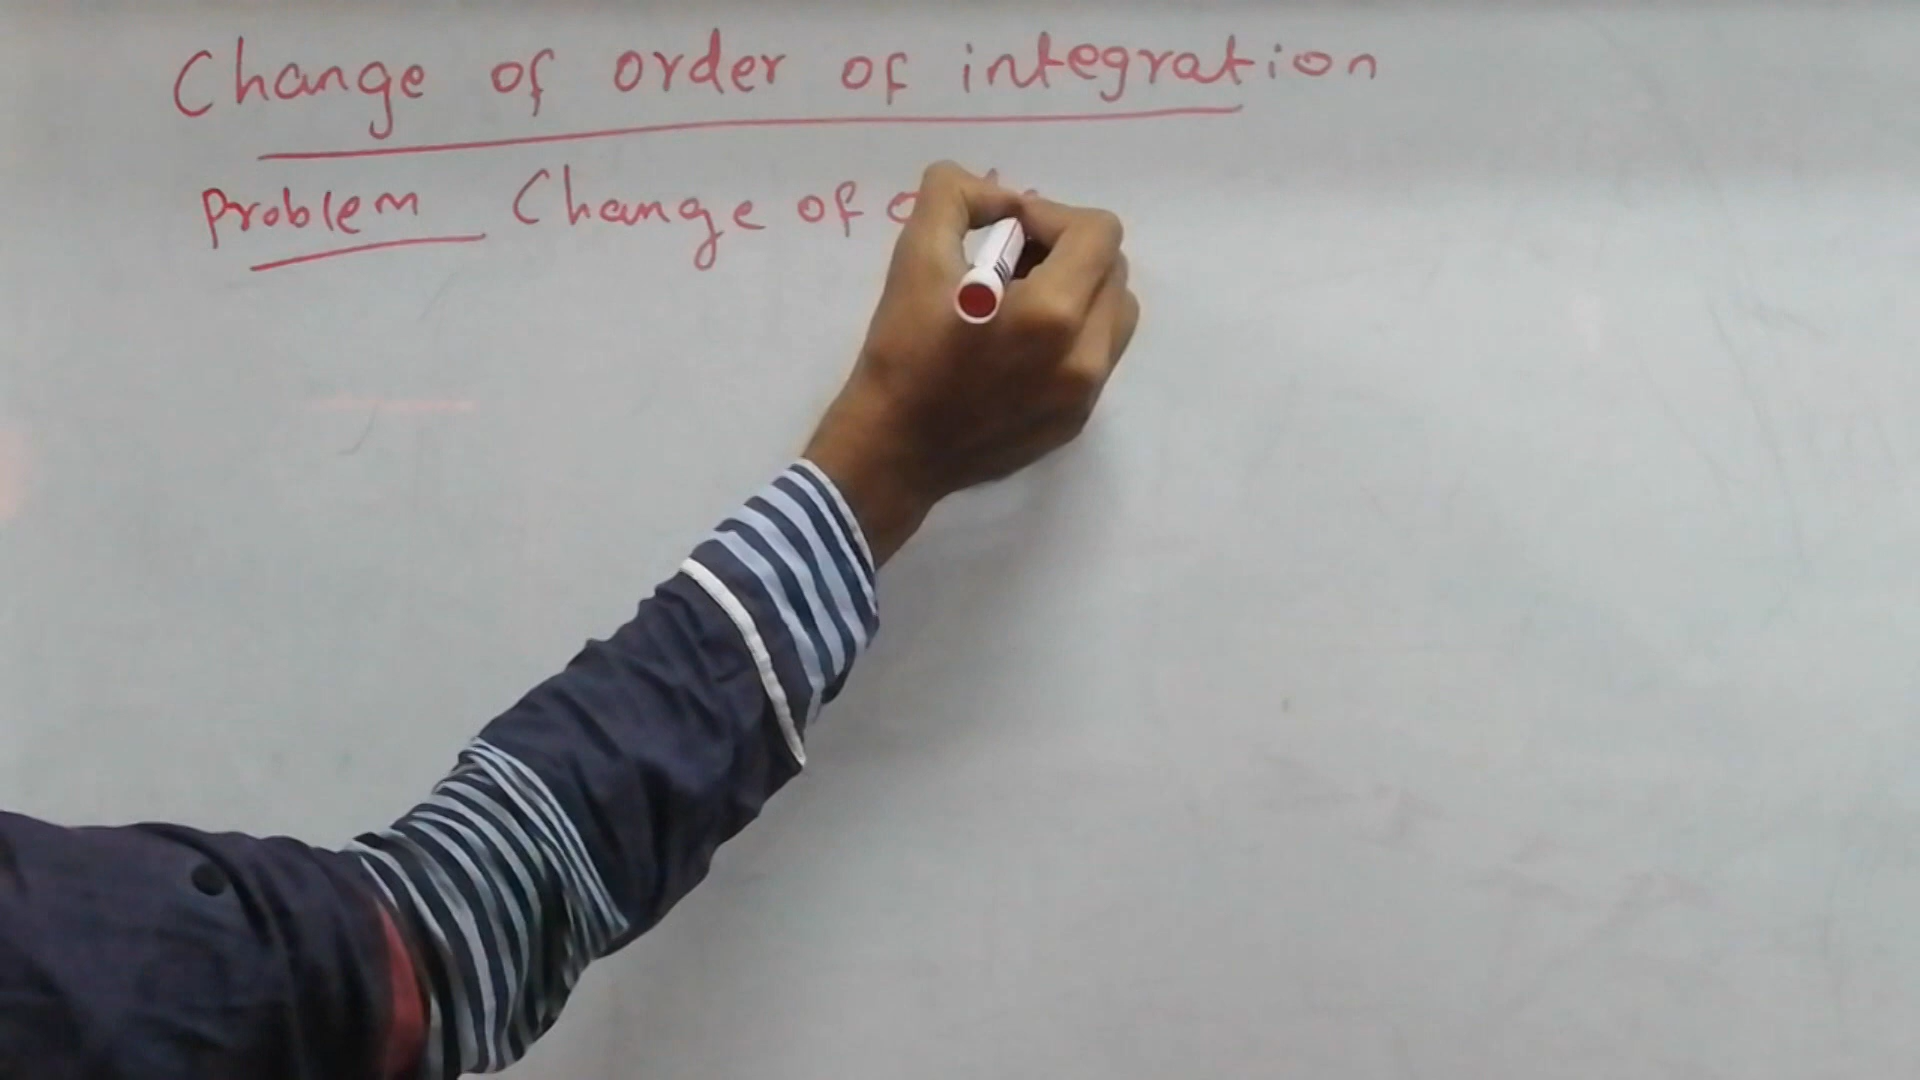 Change of order of integration
Problem Change of